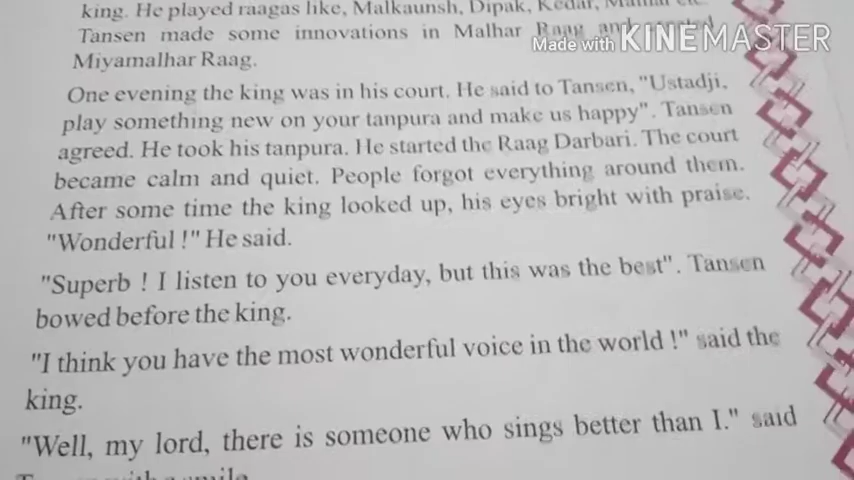 king. He played raagas like, Malkaunsh, Dipak, Kedar, Malhar etc.
Tansen made some innovations in Malhar Raag and created
Made with KINEMASTER
Miyamalhar Raag.
One evening the king was in his court. He said to Tansen, "Ustadji,
play something new on your tanpura and make us happy". Tansen
agreed. He took his tanpura. He started the Raag Darbari. The court
became calm and quiet. People forgot everything around them.
After some time the king looked up, his eyes bright with praise.
"Wonderful !" He said.
"Superb ! I listen to you everyday, but this was the best". Tansen
bowed before the king.
"I think you have the most wonderful voice in the world !" said the
king.
"Well, my lord, there is someone who sings better than I." said
with a smile